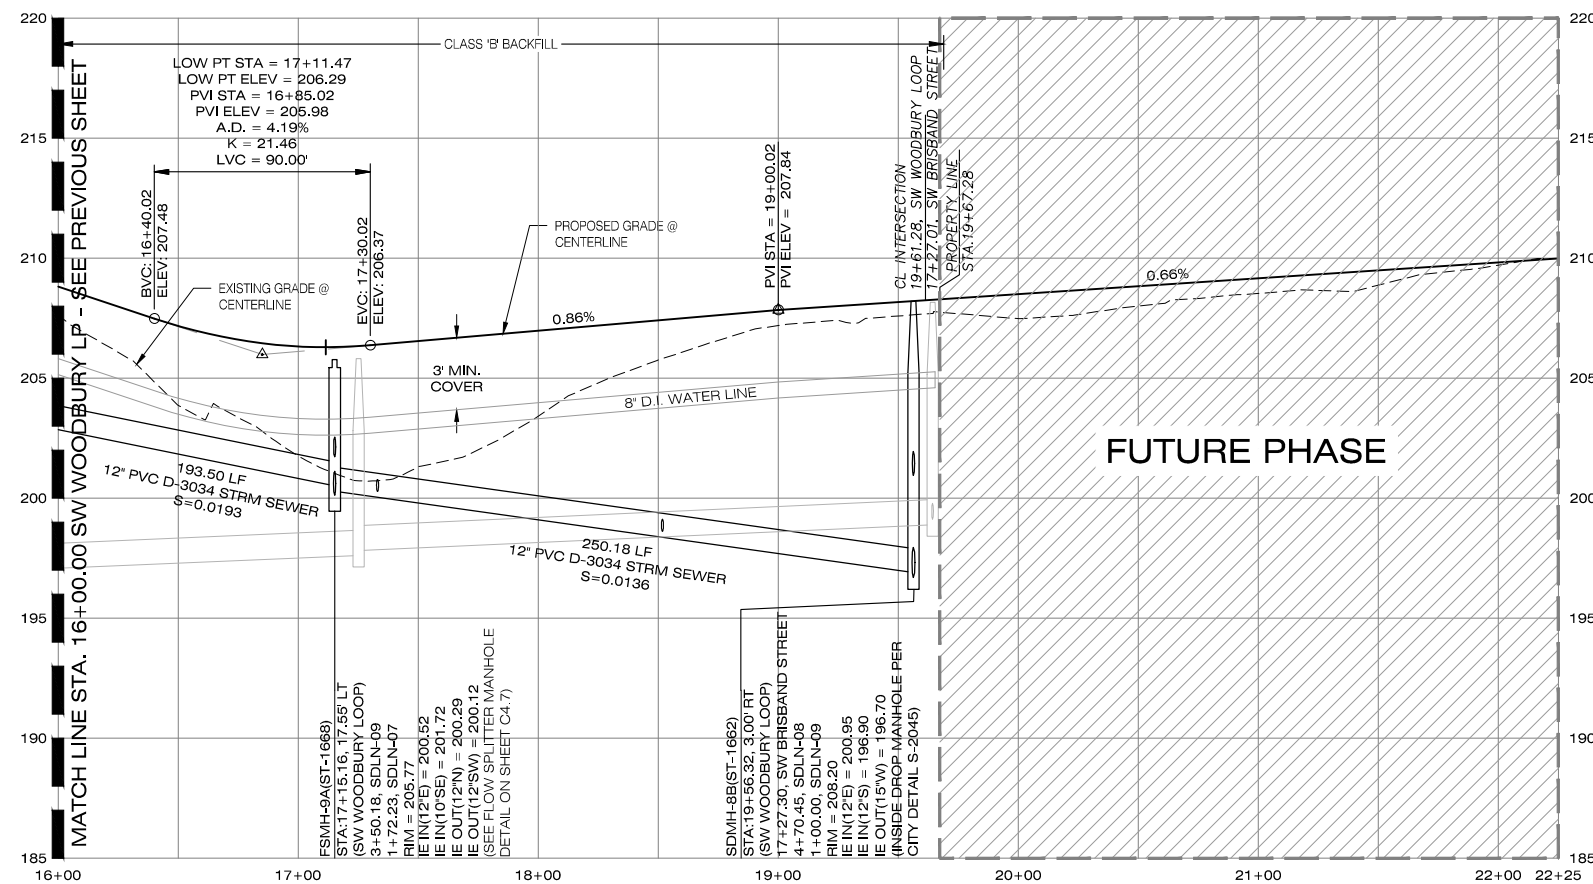 220
215
210
205
200
195
190
185
MATCH LINE STA. 16+00.00 SW WOODBURY LP - SEE PREVIOUS SHEET
CLASS 'B' BACKFILL
LOW PT STA = 17+11.47
LOW PT ELEV = 206.29
PVI STA = 16+85.02
PVI ELEV = 205.98
A.D. = 4.19%
K = 21.46
LVC = 90.00'
BVC: 16+40.02
ELEV: 207.48
EVC: 17+30.02
ELEV: 206.37
EXISTING GRADE @
CENTERLINE
PROPOSED GRADE @
CENTERLINE
0.86%
3' MIN.
COVER
8" D.I. WATER LINE
PVI STA = 19+00.02
PVI ELEV = 207.84
CL INTERSECTION
19+61.28, SW WOODBURY LOOP
17+27.01, SW BRISBAND STREET
PROPERTY LINE
STA:19+67.28
0.66%
FUTURE PHASE
193.50 LF
12" PVC D-3034 STRM SEWER
S=0.0193
250.18 LF
12" PVC D-3034 STRM SEWER
S=0.0136
FSMH-9A(ST-1668)
STA:17+15.16, 17.55' LT
(SW WOODBURY LOOP)
3+50.18, SDLN-09
1+72.23, SDLN-07
RIM = 205.77
IE IN(12"E) = 200.52
IE IN(10"SE) = 201.72
IE OUT(12"N) = 200.29
IE OUT(12"SW) = 200.12
(SEE FLOW SPLITTER MANHOLE
DETAIL ON SHEET C4.7)
SDMH-8B(ST-1662)
STA:19+56.32, 3.00' RT
(SW WOODBURY LOOP)
17+27.30, SW BRISBAND STREET
4+70.45, SDLN-08
1+00.00, SDLN-09
RIM = 208.20
IE IN(12"E) = 200.95
IE IN(12"S) = 196.90
IE OUT(15"W) = 196.70
(INSIDE DROP MANHOLE PER
CITY DETAIL S-2045)
220
215
210
205
200
195
190
185
16+00
17+00
18+00
19+00
20+00
21+00
22+00
22+25